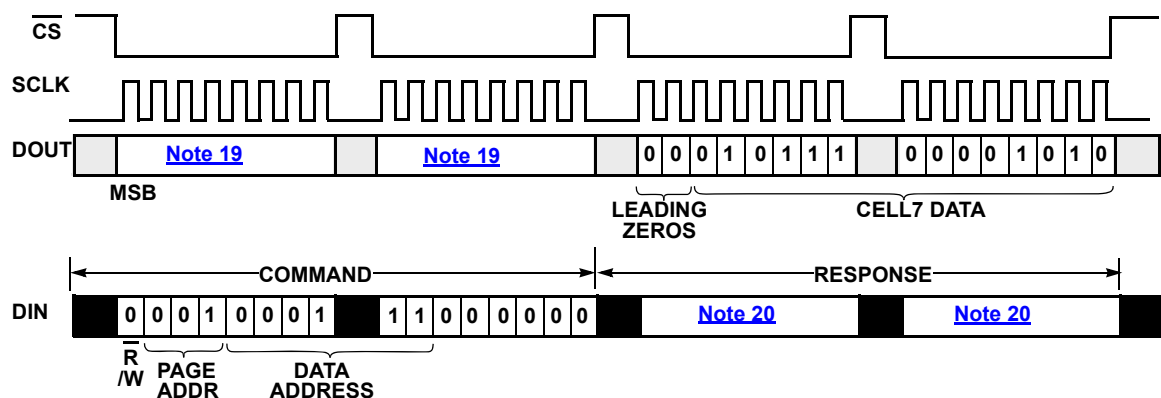 CS
SCLK
DOUT Note 19 Note 19 0 0 0 1 0 1 1 1 0 0 0 0 1 0 1 0
MSB
LEADING ZEROS
CELL7 DATA
COMMAND RESPONSE
DIN 0 0 0 1 0 0 0 1 1 1 0 0 0 0 0 0 Note 20 Note 20
R
/W
PAGE ADDR
DATA ADDRESS